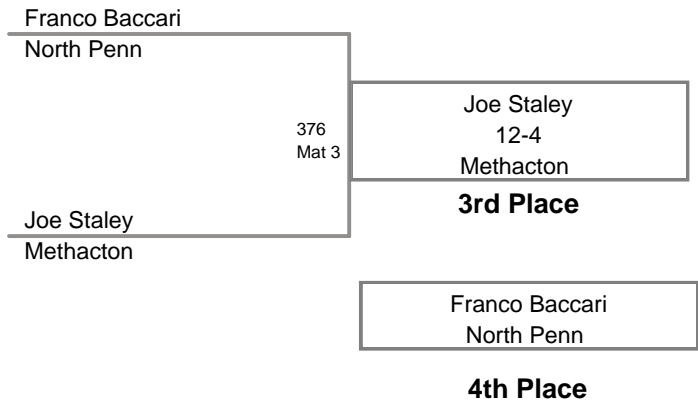 Franco Baccari
North Penn
376
Mat 3
Joe Staley
12-4
Methacton
3rd Place
Joe Staley
Methacton
Franco Baccari
North Penn
4th Place